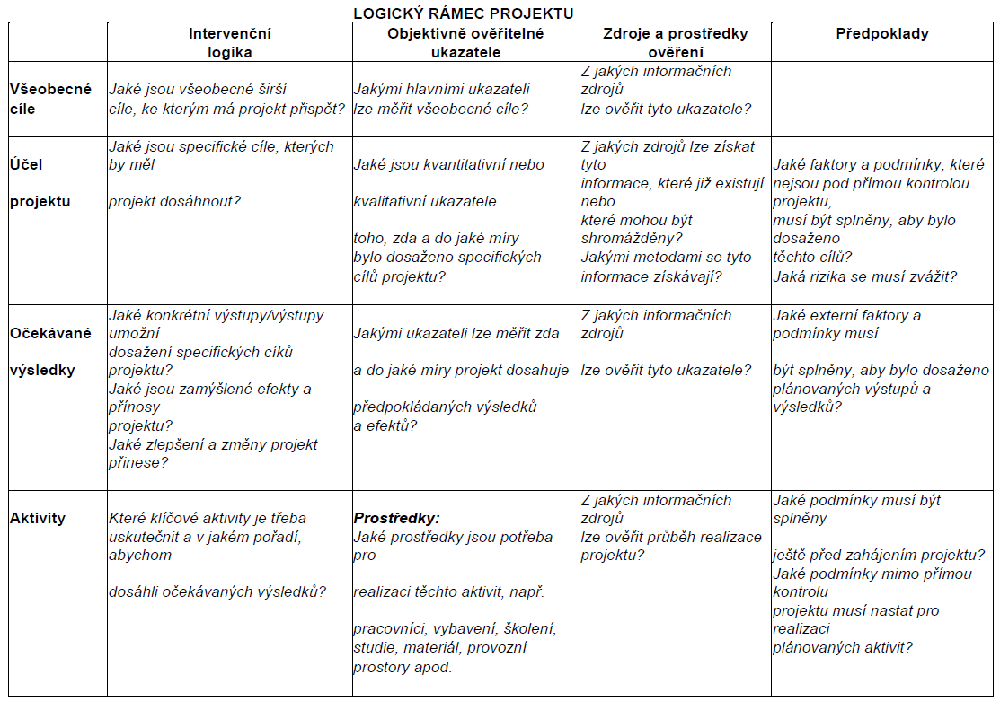 LOGICKÝ RÁMEC PROJEKTU
Intervenční
logika
Objektivně ověřitelné
ukazatele
Zdroje a prostředky
ověření
Předpoklady
Všeobecné
cíle
Jaké jsou všeobecné širší
cíle, ke kterým má projekt přispět?
Jakými hlavními ukazateli
lze měřit všeobecné cíle?
Z jakých informačních
zdrojů
lze ověřit tyto ukazatele?
Účel
projektu
Jaké jsou specifické cíle, kterých
by měl
projekt dosáhnout?
Jaké jsou kvantitativní nebo
kvalitativní ukazatele
toho, zda a do jaké míry
bylo dosaženo specifických
cílů projektu?
Z jakých zdrojů lze získat
tyto
informace, které již existují
nebo
které mohou být
shromážděny?
Jakými metodami se tyto
informace získávají?
Jaké faktory a podmínky, které
nejsou pod přímou kontrolou
projektu,
musí být splněny, aby bylo
dosaženo
těchto cílů?
Jaká rizika se musí zvážit?
Očekávané
výsledky
Jaké konkrétní výstupy/výstupy
umožní
dosažení specifických cíků
projektu?
Jaké jsou zamýšlené efekty a
přínosy
projektu?
Jaké zlepšení a změny projekt
přinese?
Jakými ukazateli lze měřit zda
a do jaké míry projekt dosahuje
předpokládaných výsledků
a efektů?
Z jakých informačních
zdrojů
lze ověřit tyto ukazatele?
Jaké externí faktory a
podmínky musí
být splněny, aby bylo dosaženo
plánovaných výstupů a
výsledků?
Aktivity
Které klíčové aktivity je třeba
uskutečnit a v jakém pořadí,
abychom
dosáhli očekávaných výsledků?
Prostředky:
Jaké prostředky jsou potřeba
pro
realizaci těchto aktivit, např.
pracovníci, vybavení, školení,
studie, materiál, provozní
prostory apod.
Z jakých informačních
zdrojů
lze ověřit průběh realizace
projektu?
Jaké podmínky musí být
splněny
ještě před zahájením projektu?
Jaké podmínky mimo přímou
kontrolu
projektu musí nastat pro
realizaci
plánovaných aktivit?